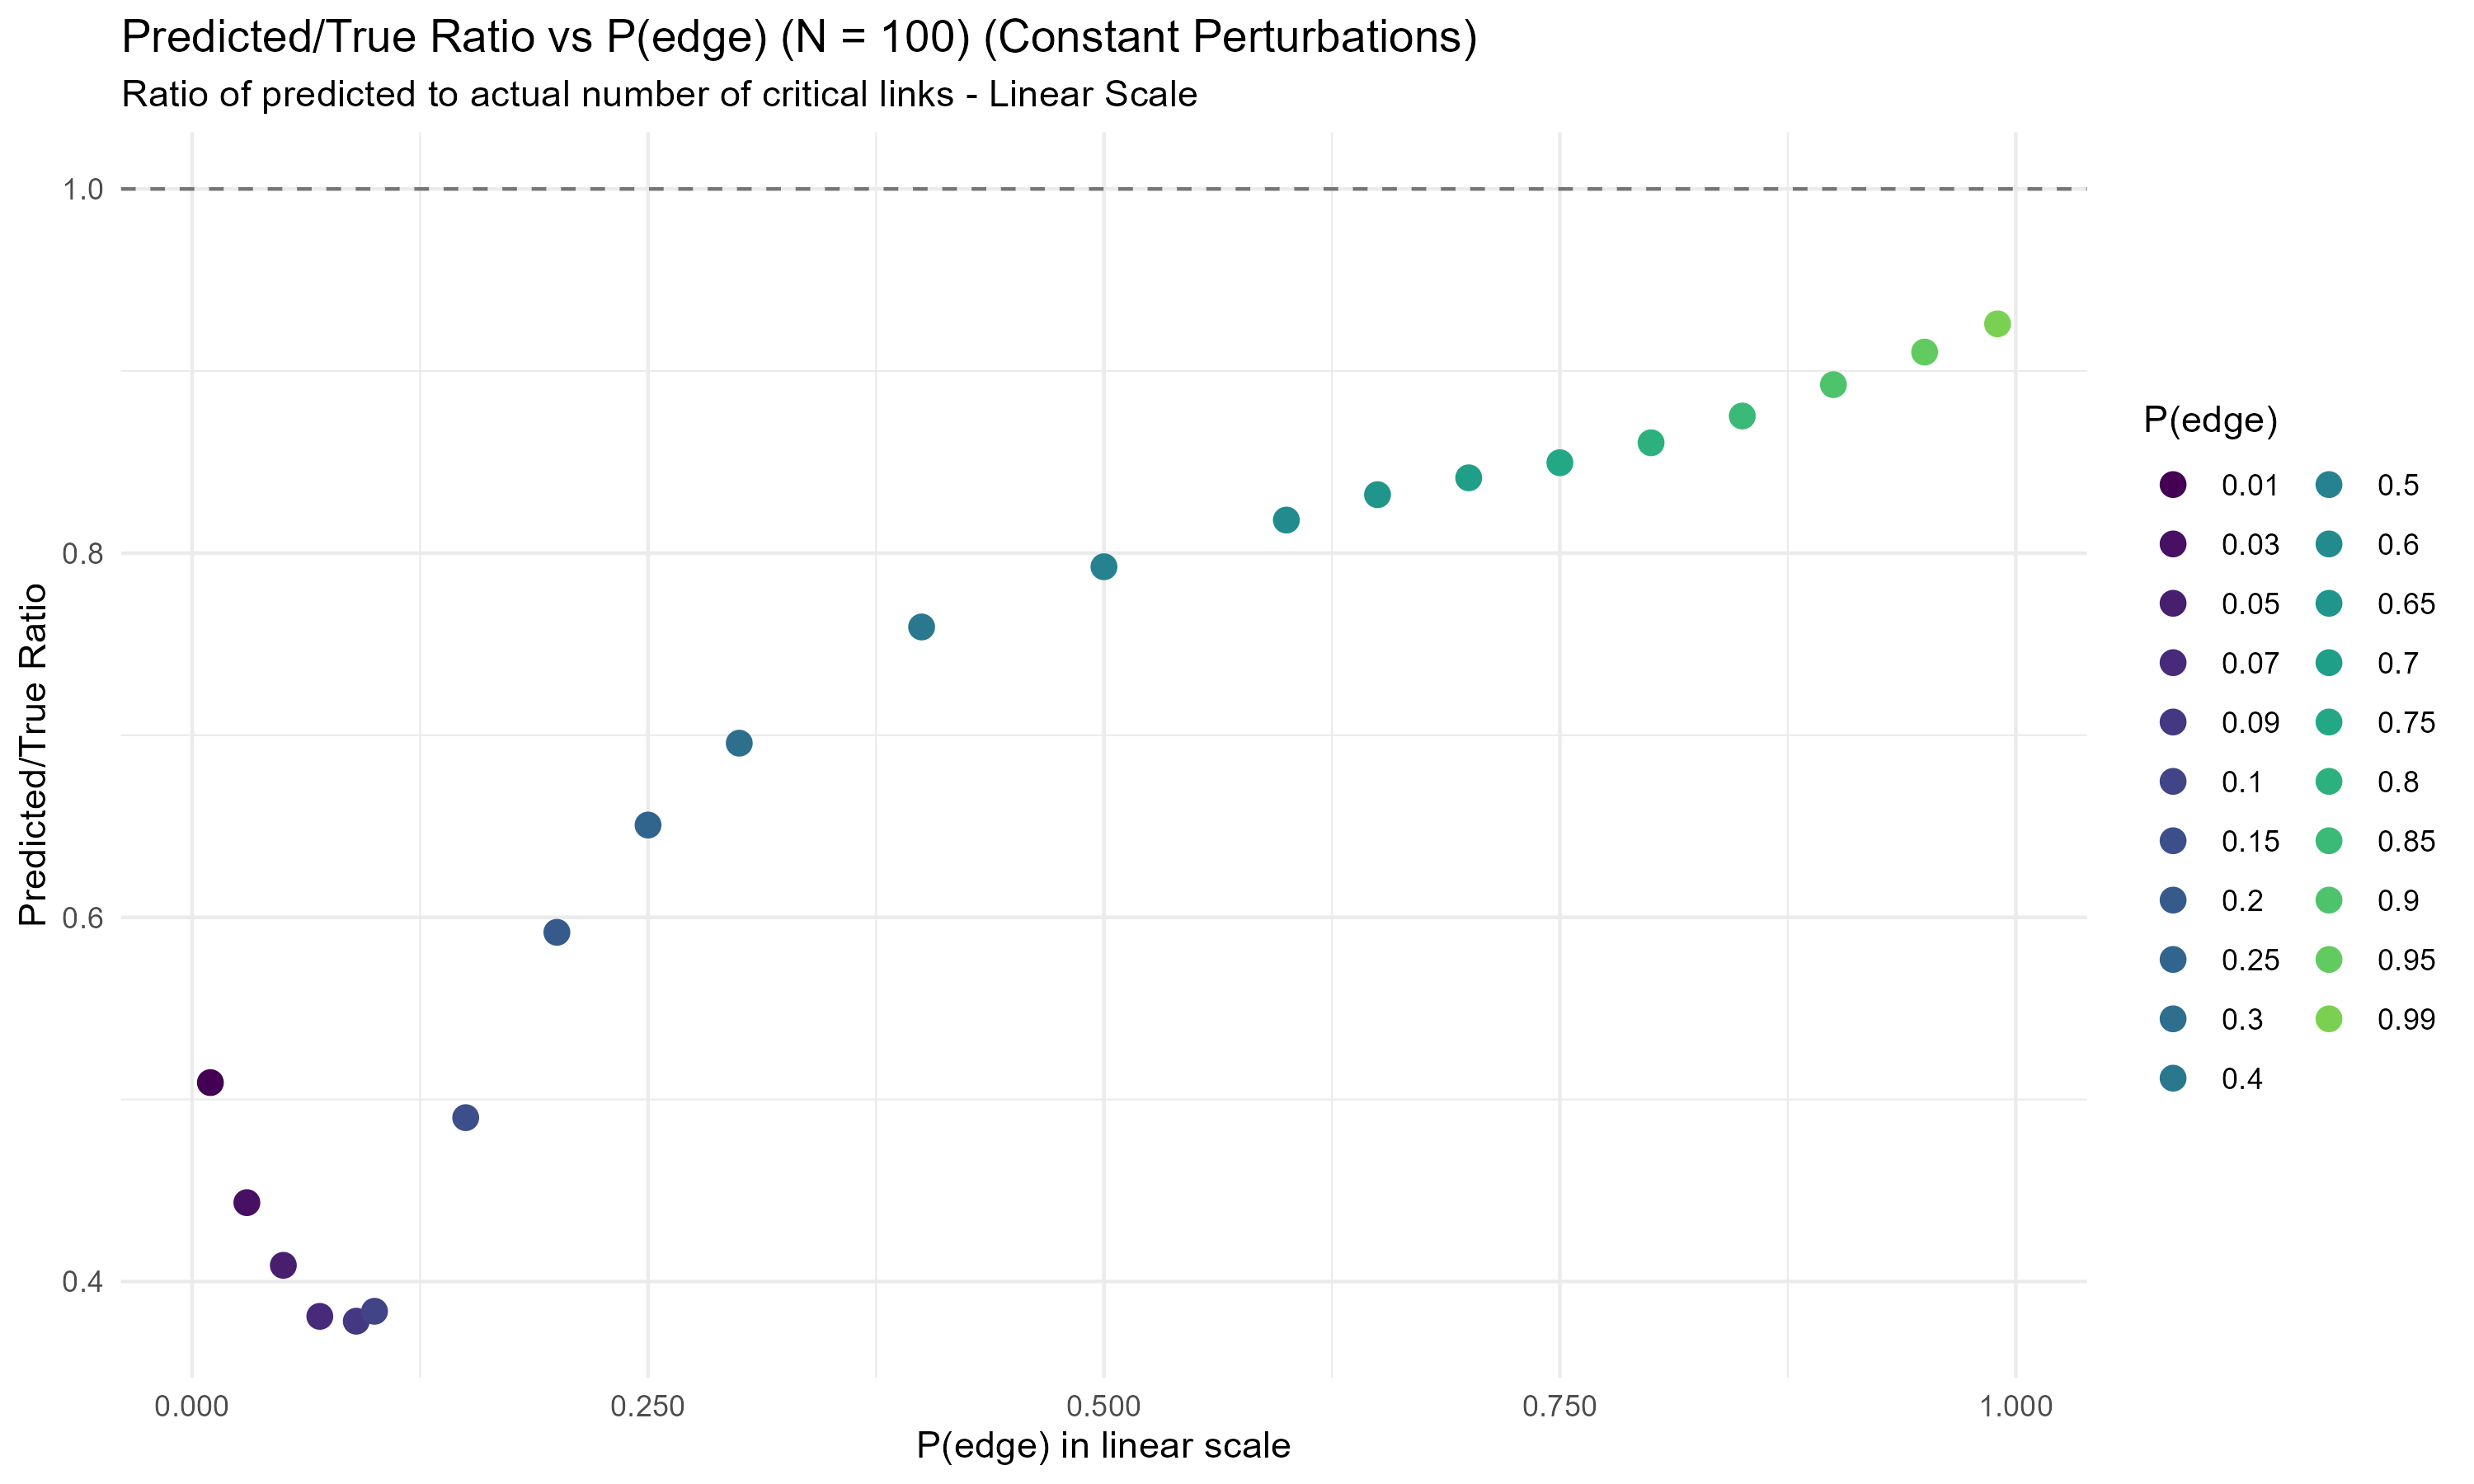 Predicted/True Ratio vs P(edge) (N = 100) (Constant Perturbations)
Ratio of predicted to actual number of critical links - Linear Scale
Predicted/True Ratio
1.0
0.8
0.6
0.4
0.000 0.250 0.500 0.750 1.000
P(edge) in linear scale
P(edge)
0.01 0.5
0.03 0.6
0.05 0.65
0.07 0.7
0.09 0.75
0.1 0.8
0.15 0.85
0.2 0.9
0.25 0.95
0.3 0.99
0.4